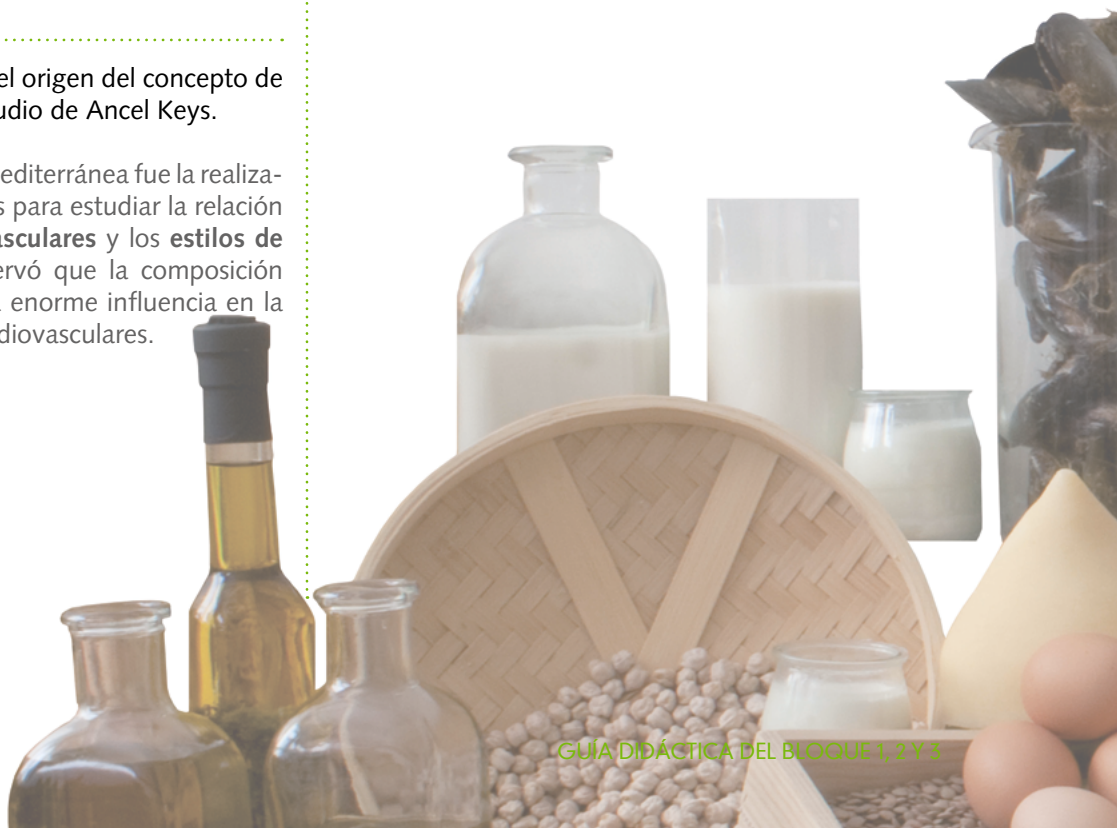 el origen del concepto de
udio de Ancel Keys.
editerránea fue la realiza-
s para estudiar la relación
asculares y los estilos de
ervó que la composición
enorme influencia en la
diovasculares.
GUÍA DIDÁCTICA DEL BLOQUE 1, 2 Y 3